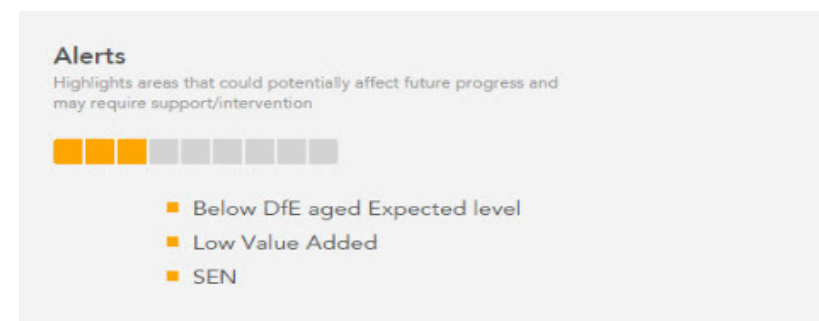 Alerts
Highlights areas that could potentially affect future progress and
may require support/intervention
Below DfE aged Expected level
Low Value Added
SEN